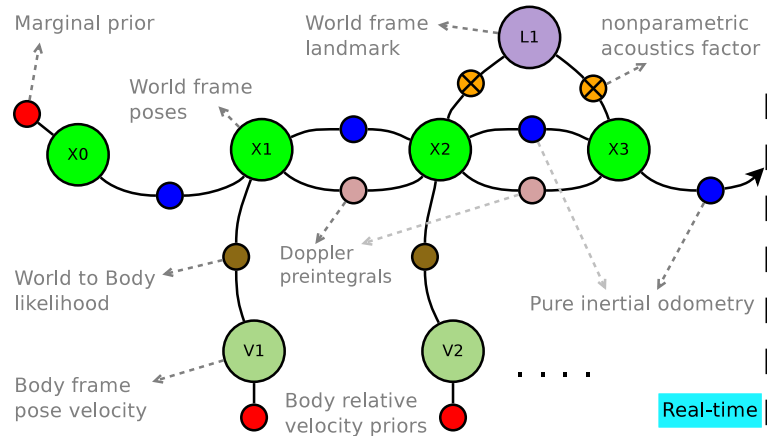 Marginal prior
World frame
landmark
L1
nonparametric
acoustics factor
World frame
poses
X0
X1
X2
X3
World to Body
likelihood
Doppler
preintegrals
Pure inertial odometry
V1
V2
Body frame
pose velocity
Body relative
velocity priors
. . . .
Real-time